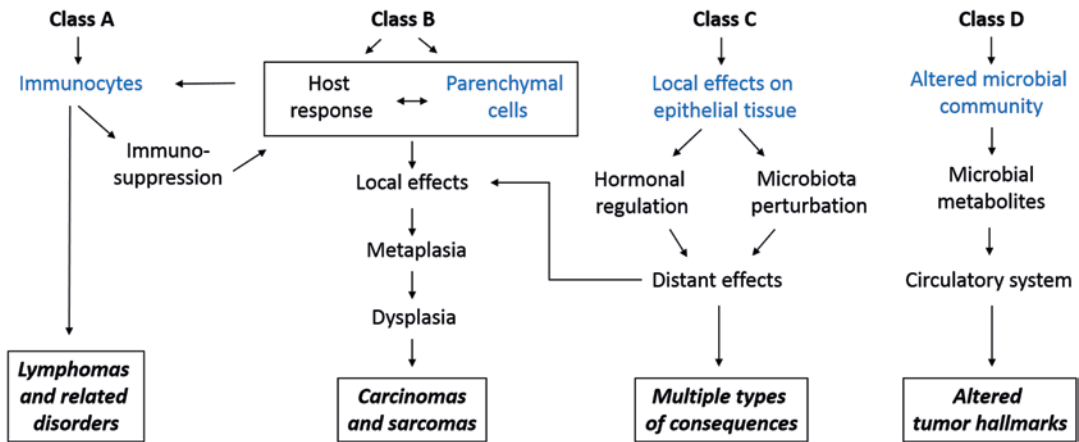 Class A
Immunocytes
Immuno-
suppression
Lymphomas
and related
disorders
Class B
Host
response
Parenchymal
cells
Local effects
Metaplasia
Dysplasia
Carcinomas
and sarcomas
Class C
Local effects on
epithelial tissue
Hormonal
regulation
Microbiota
perturbation
Distant effects
Multiple types
of consequences
Class D
Altered microbial
community
Microbial
metabolites
Circulatory system
Altered
tumor hallmarks